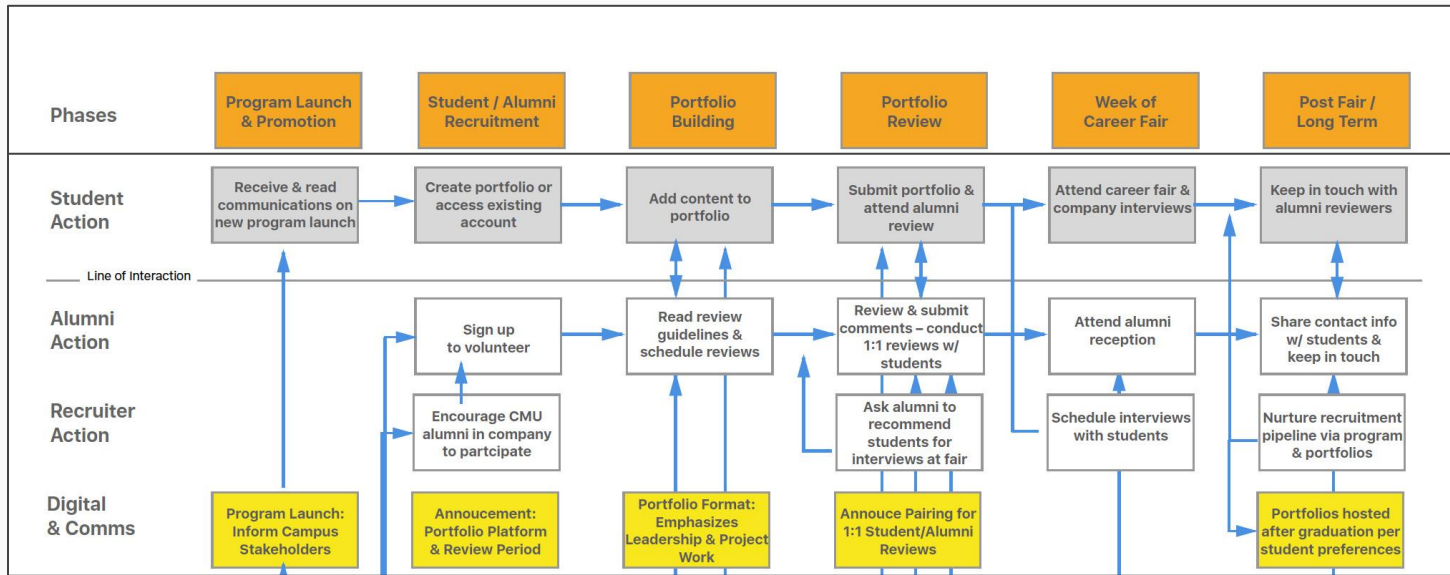 Phases
Program Launch
& Promotion
Student / Alumni
Recruitment
Portfolio
Building
Portfolio
Review
Week of
Career Fair
Post Fair /
Long Term
Student
Action
Receive & read
communications on
new program launch
Create portfolio or
access existing
account
Add content to
portfolio
Submit portfolio &
attend alumni
review
Attend career fair &
company interviews
Keep in touch with
alumni reviewers
Line of Interaction
Alumni
Action
Sign up
to volunteer
Read review
guidelines &
schedule reviews
Review & submit
comments – conduct
1:1 reviews w/
students
Attend alumni
reception
Share contact info
w/ students &
keep in touch
Recruiter
Action
Encourage CMU
alumni in company
to partcipate
Ask alumni to
recommend
students for
interviews at fair
Schedule interviews
with students
Nurture recruitment
pipeline via program
& portfolios
Digital
& Comms
Program Launch:
Inform Campus
Stakeholders
Annoucement:
Portfolio Platform
& Review Period
Portfolio Format:
Emphasizes
Leadership & Project
Work
Annouce Pairing for
1:1 Student/Alumni
Reviews
Portfolios hosted
after graduation per
student preferences